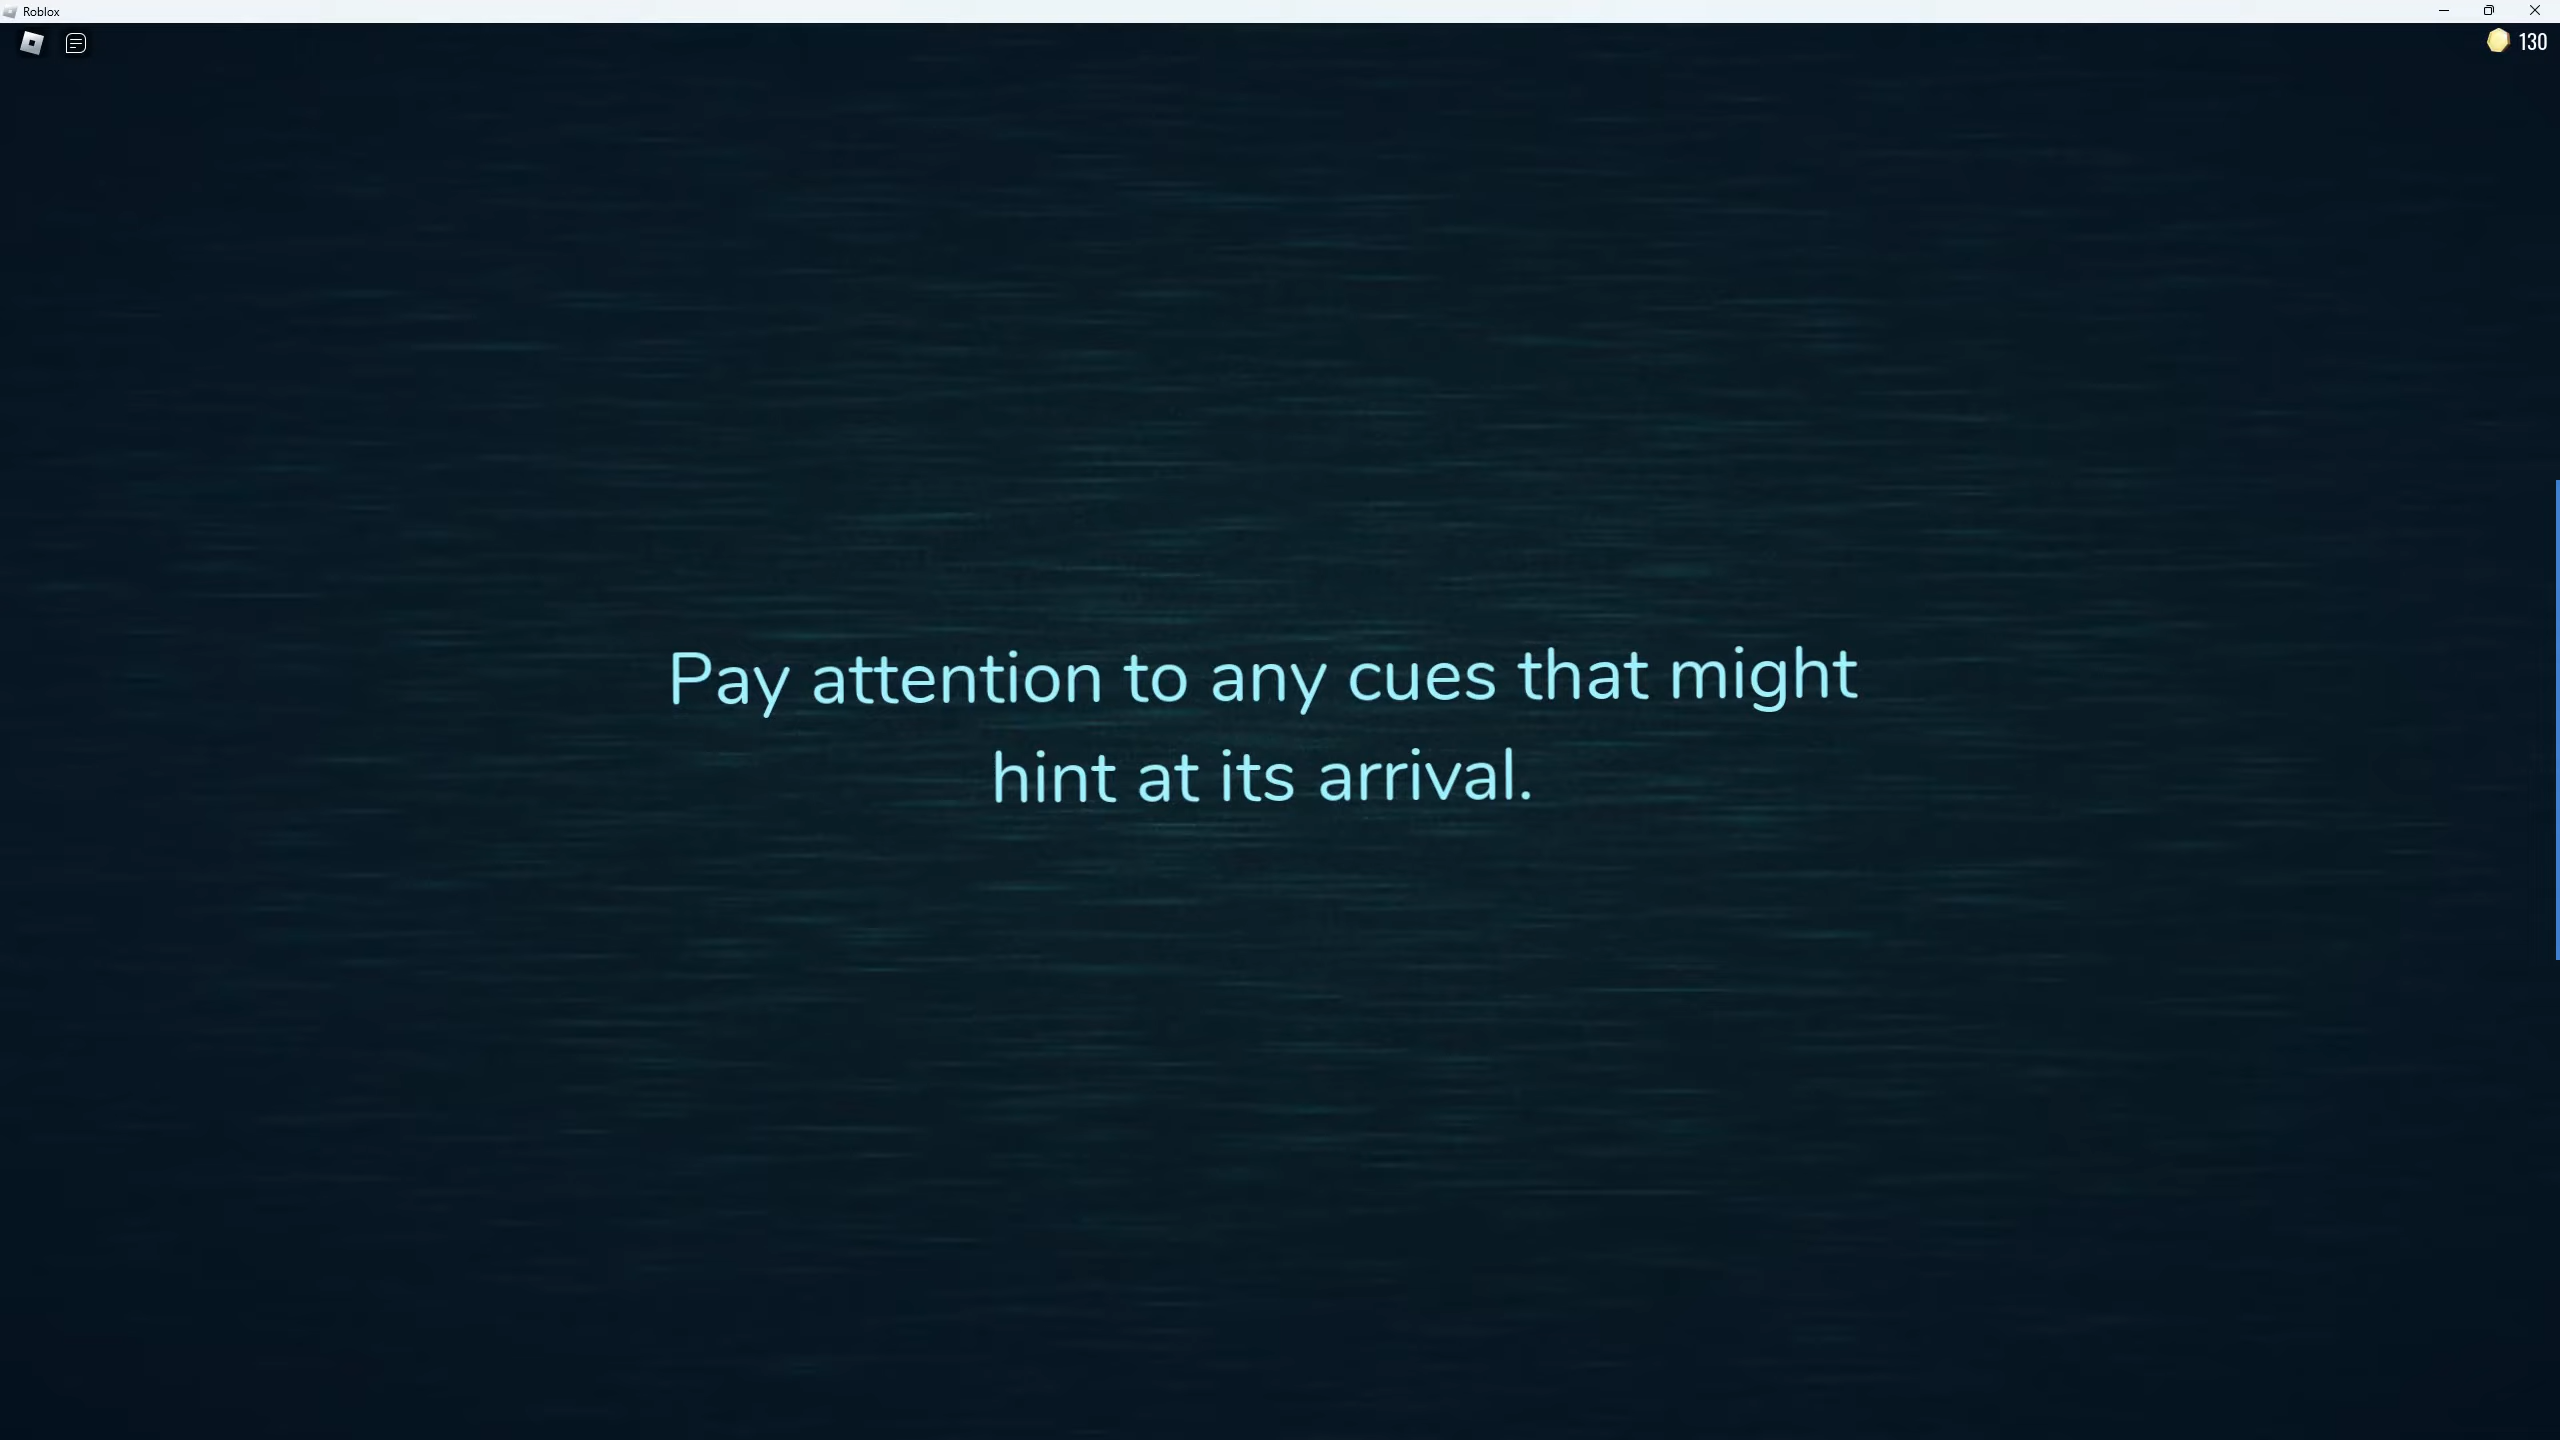 Roblox
130
Pay attention to any cues that might
hint at its arrival.